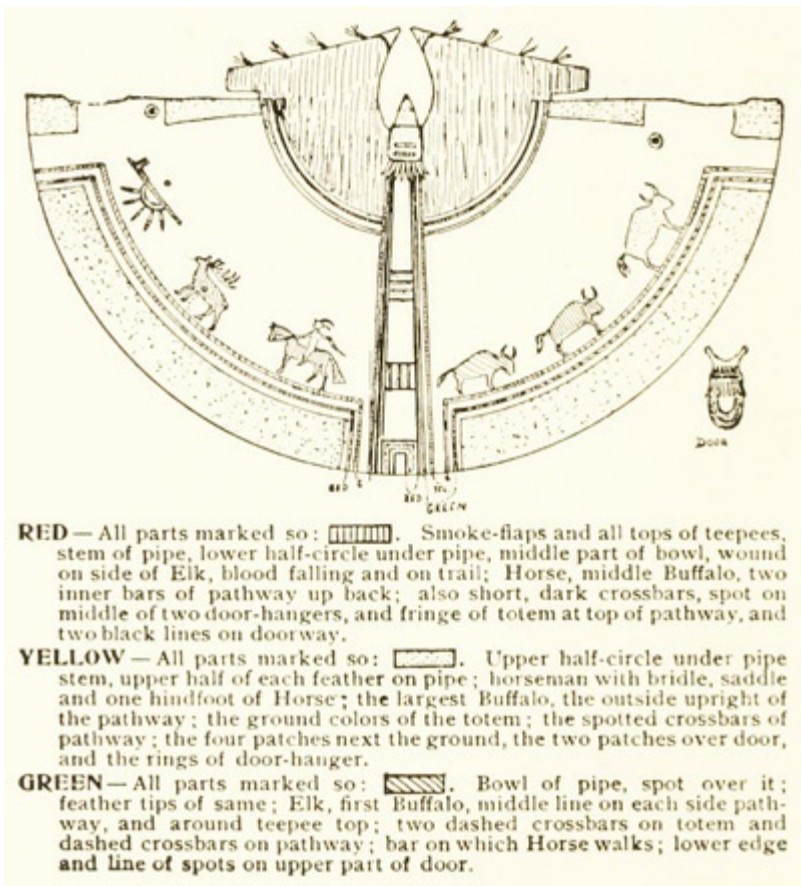 Door
RED
G
RED
YEL
GREEN
RED—All parts marked so: . Smoke-flaps and all tops of teepees,
stem of pipe, lower half-circle under pipe, middle part of bowl, wound
on side of Elk, blood falling and on trail; Horse, middle Buffalo, two
inner bars of pathway up back; also short, dark crossbars, spot on
middle of two door-hangers, and fringe of totem at top of pathway, and
two black lines on doorway.
YELLOW—All parts marked so: . Upper half-circle under pipe
stem, upper half of each feather on pipe; horseman with bridle, saddle
and one hindfoot of Horse; the largest Buffalo, the outside upright of
the pathway; the ground colors of the totem; the spotted crossbars of
pathway; the four patches next the ground, the two patches over door,
and the rings of door-hanger.
GREEN—All parts marked so: . Bowl of pipe, spot over it;
feather tips of same; Elk, first Buffalo, middle line on each side path-
way, and around teepee top; two dashed crossbars on totem and
dashed crossbars on pathway; bar on which Horse walks; lower edge
and line of spots on upper part of door.